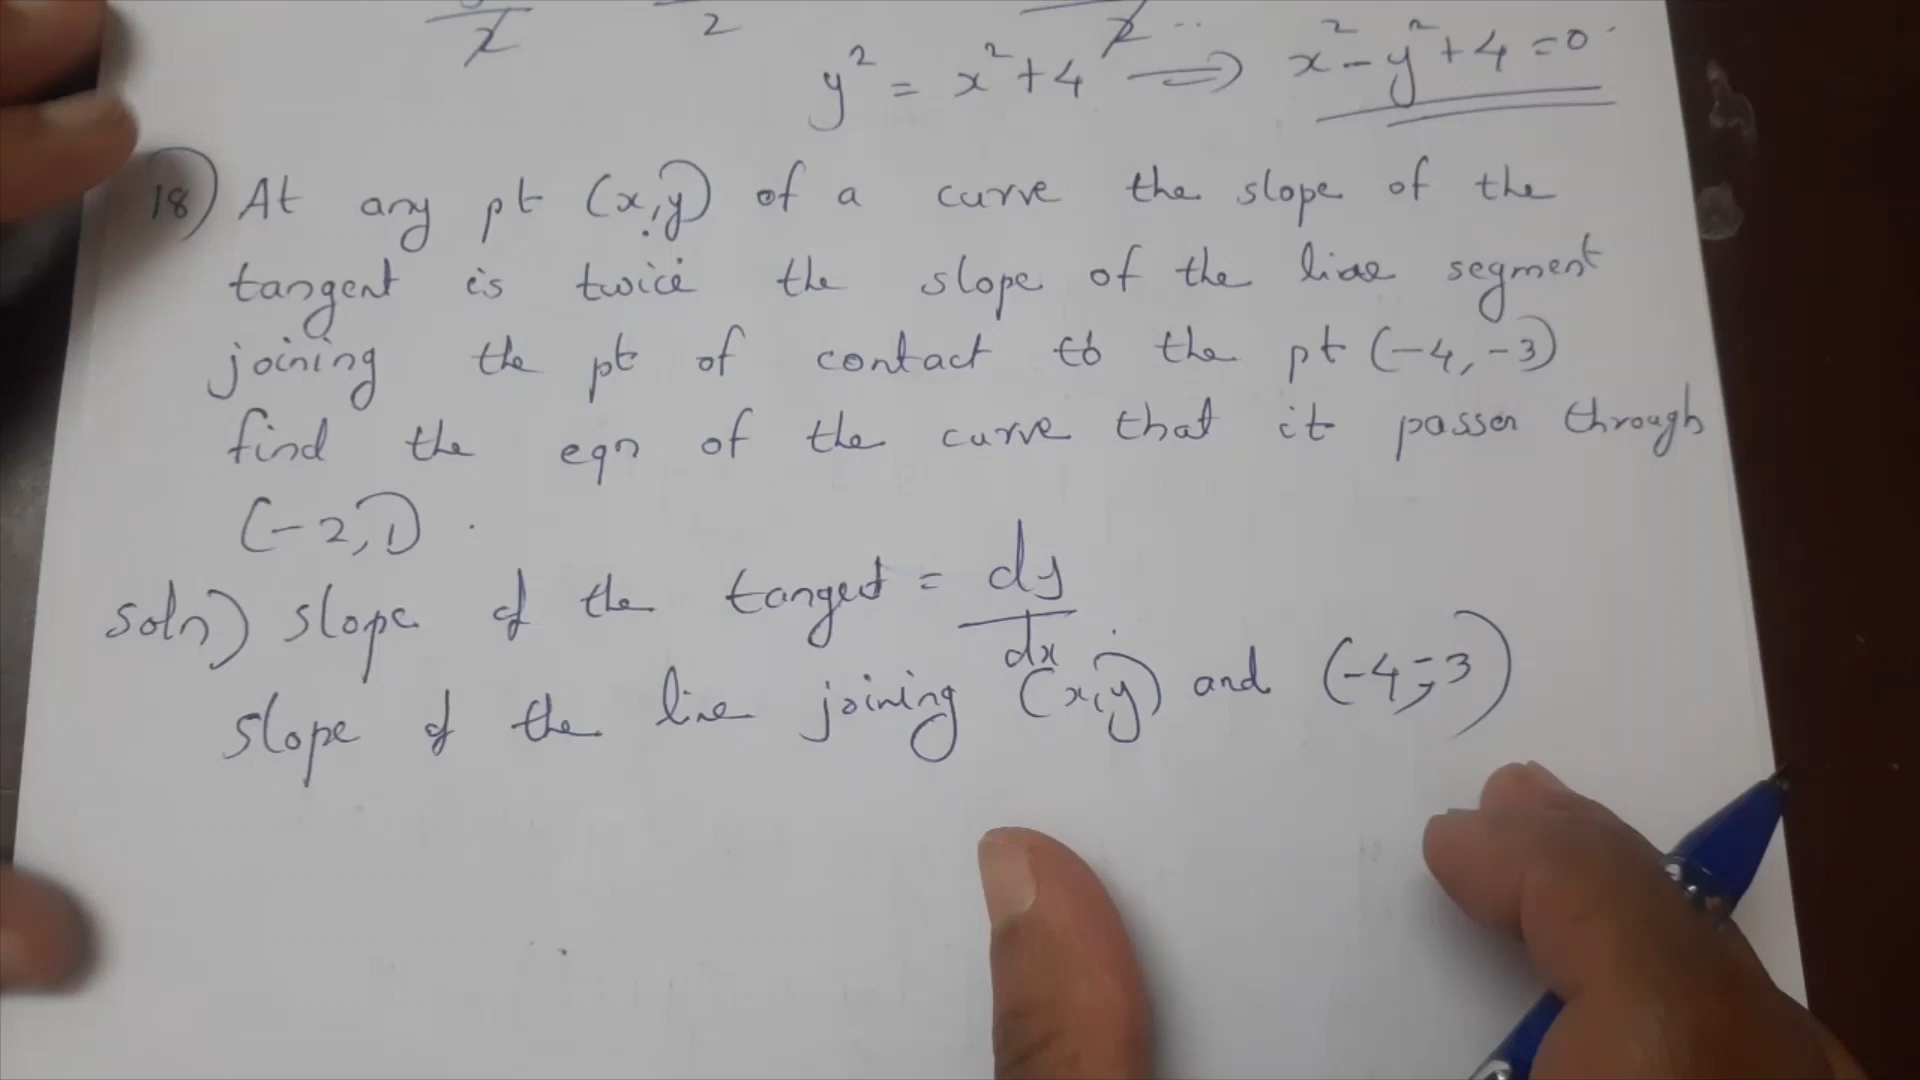 2 2 2
y² = x² + 4 ⟹ x² - y² + 4 = 0
18) At any pt (x,y) of a curve the slope of the
tangent is twice the slope of the line segment
joining the pt of contact to the pt (-4, -3)
find the eqn of the curve that it passes through
(-2,1).
soln) slope of the tangent = dy/dx
slope of the line joining (x,y) and (-4,-3)